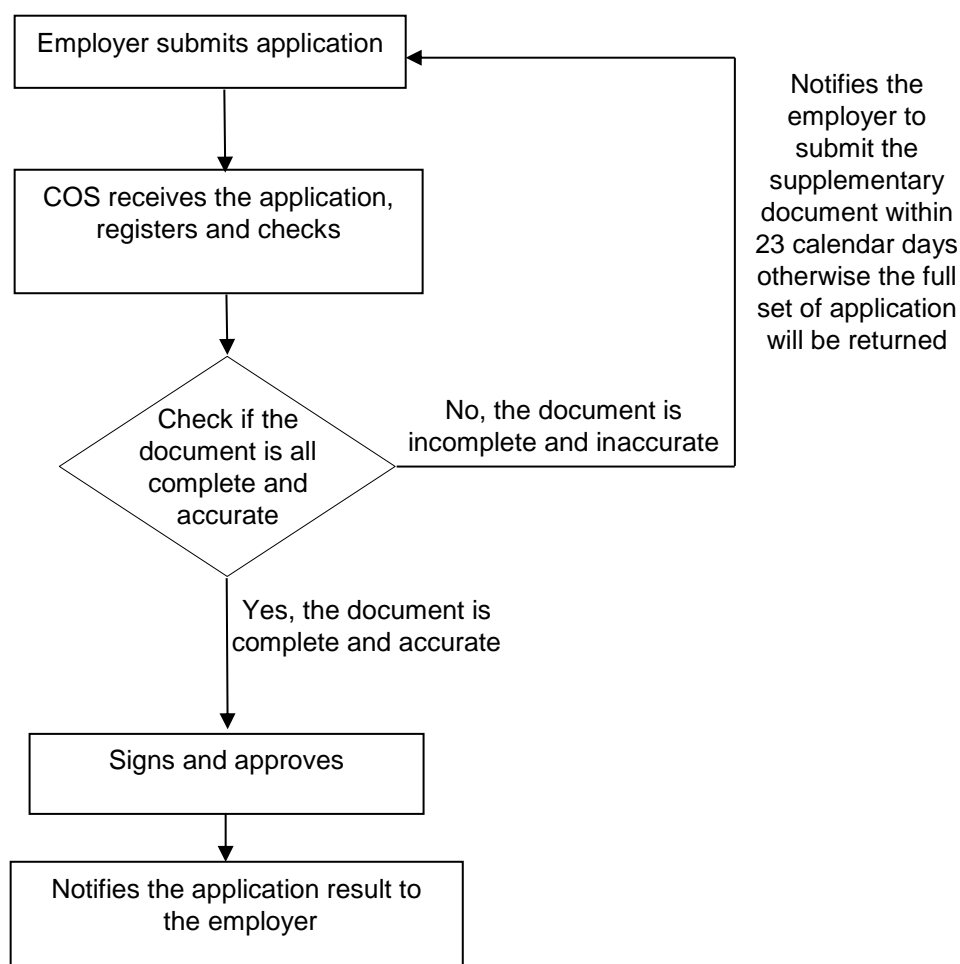 Employer submits application
Notifies the
employer to
submit the
supplementary
document within
23 calendar days
otherwise the full
set of application
will be returned
COS receives the application,
registers and checks
Check if the
document is all
complete and
accurate
No, the document is
incomplete and inaccurate
Yes, the document is
complete and accurate
Signs and approves
Notifies the application result to
the employer